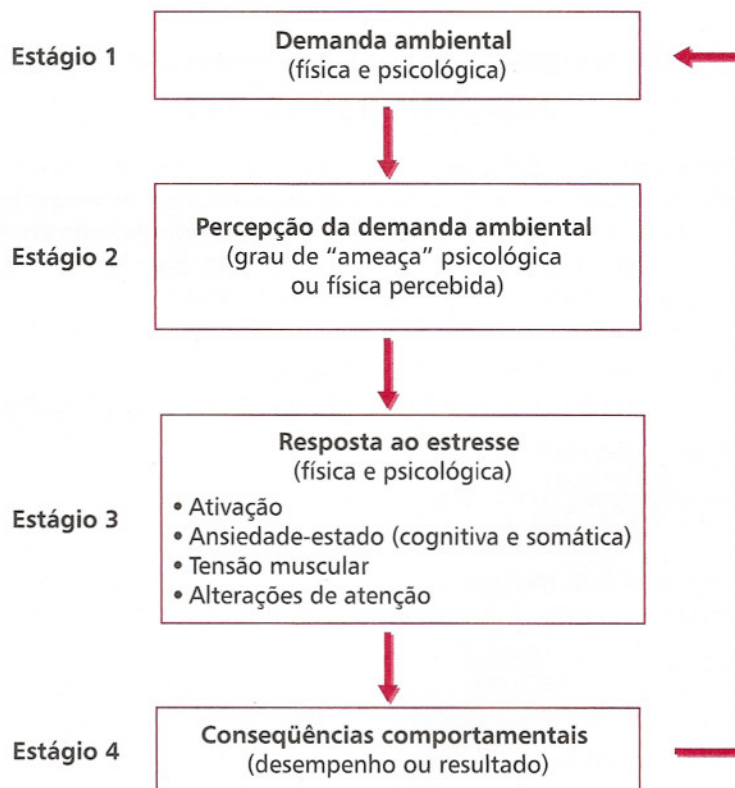 Estágio 1
Demanda ambiental
(física e psicológica)
Estágio 2
Percepção da demanda ambiental
(grau de “ameaça” psicológica
ou física percebida)
Estágio 3
Resposta ao estresse
(física e psicológica)
• Ativação
• Ansiedade-estado (cognitiva e somática)
• Tensão muscular
• Alterações de atenção
Estágio 4
Conseqüências comportamentais
(desempenho ou resultado)